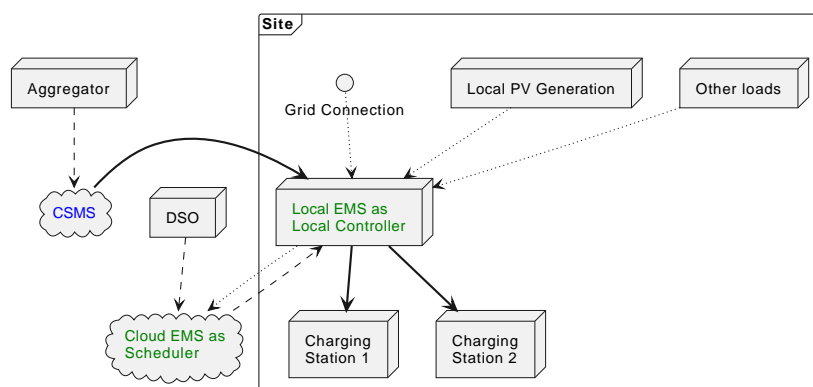 Site
Aggregator
Local PV Generation
Other loads
Grid Connection
CSMS
DSO
Local EMS as
Local Controller
Cloud EMS as
Scheduler
Charging
Station 1
Charging
Station 2